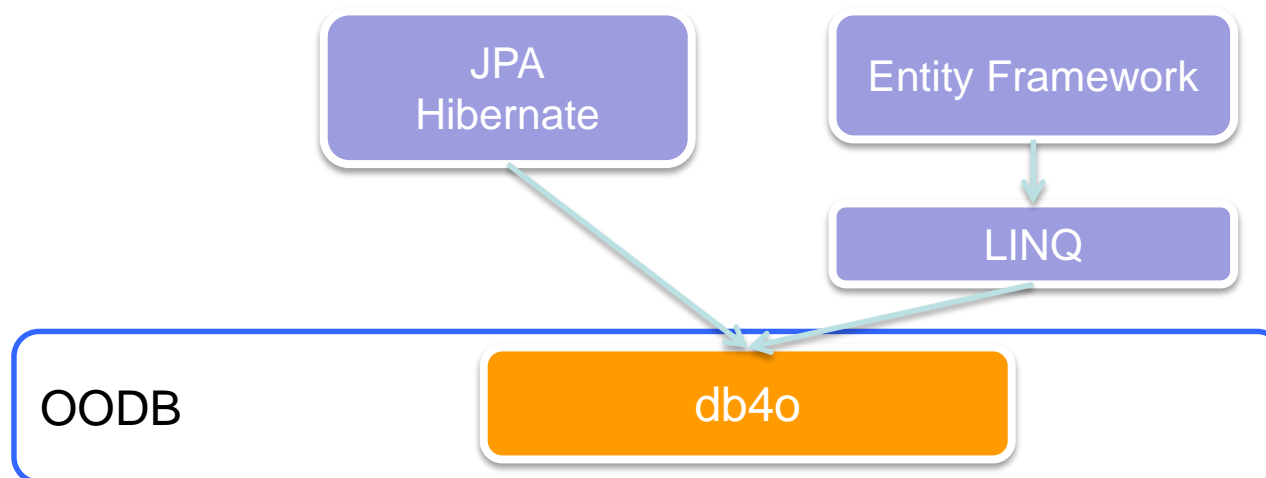 JPA
Hibernate
Entity Framework
LINQ
OODB
db4o